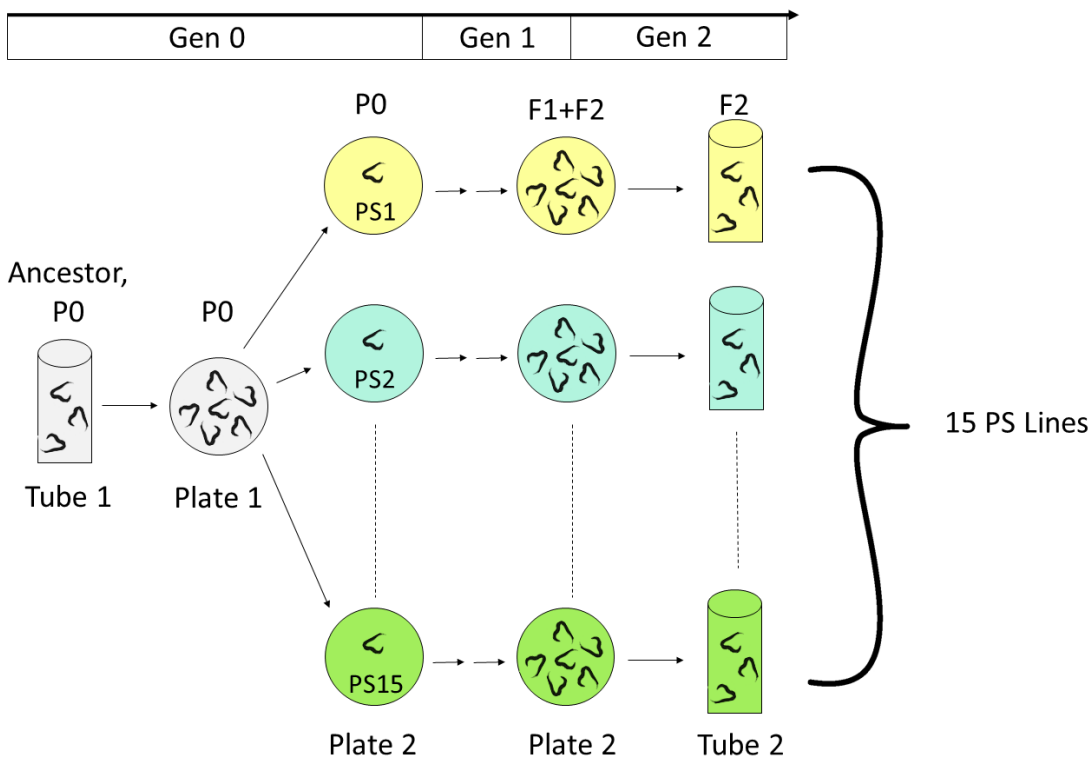 Gen 0
Gen 1
Gen 2
P0
F1+F2
F2
PS1
Ancestor,
P0
P0
PS2
15 PS Lines
Tube 1
Plate 1
PS15
Plate 2
Plate 2
Tube 2